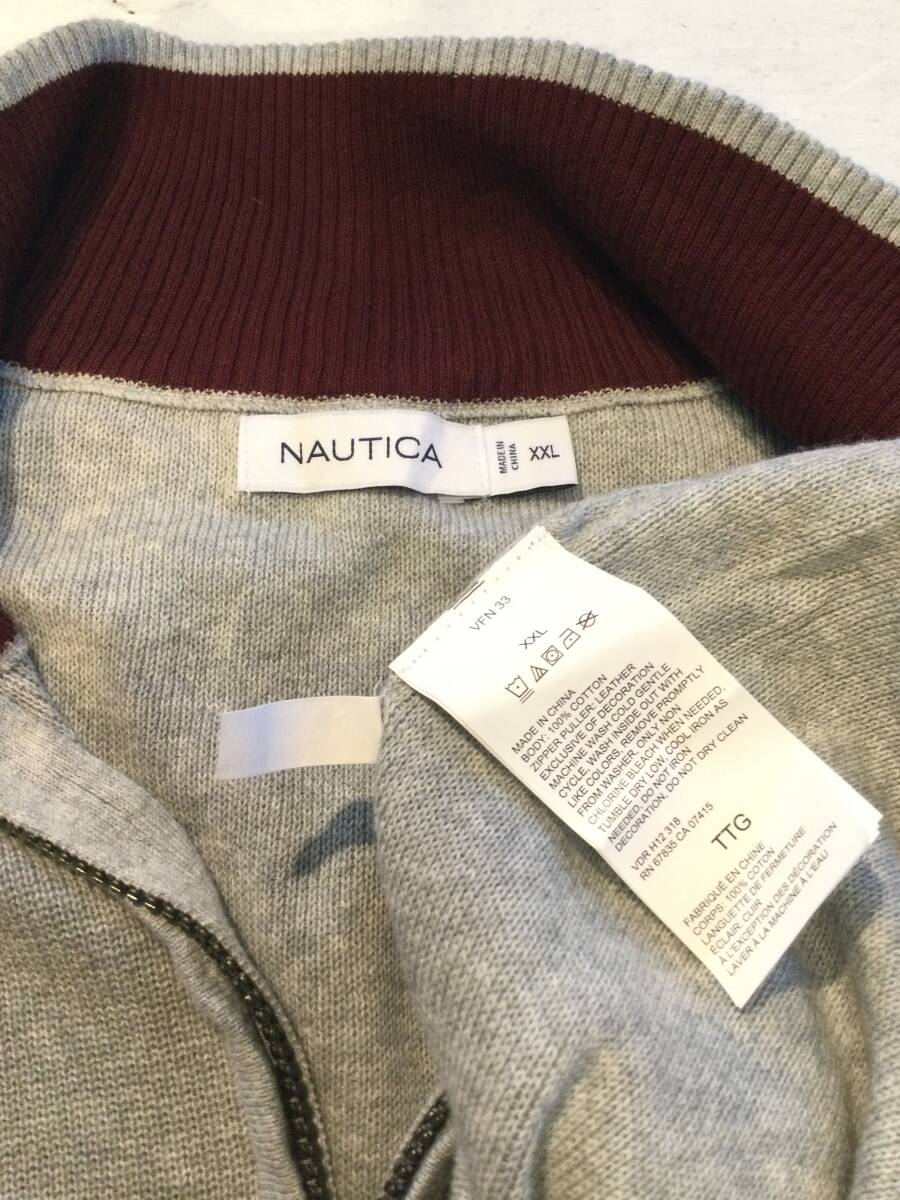 NAUTICA
MADE IN
CHINA
XXL
VFN 33
XXL
MADE IN CHINA
BODY: 100% COTTON
ZIPPER PULLER: LEATHER
EXCLUSIVE OF DECORATION
MACHINE WASH COLD GENTLE
CYCLE, WASH INSIDE OUT WITH
LIKE COLORS, REMOVE PROMPTLY
FROM WASHER, ONLY NON
CHLORINE BLEACH WHEN NEEDED.
TUMBLE DRY LOW, COOL IRON AS
NEEDED. DO NOT IRON
DECORATION. DO NOT DRY CLEAN
VDR H12 318
RN 67835 CA 07415
TTG
FABRIQUÉ EN CHINE
CORPS: 100% COTON
LANGUETTE DE FERMETURE
ÉCLAIR: CUIR
À L'EXCEPTION DES DÉCORATION
LAVER À LA MACHINE À L'EAU